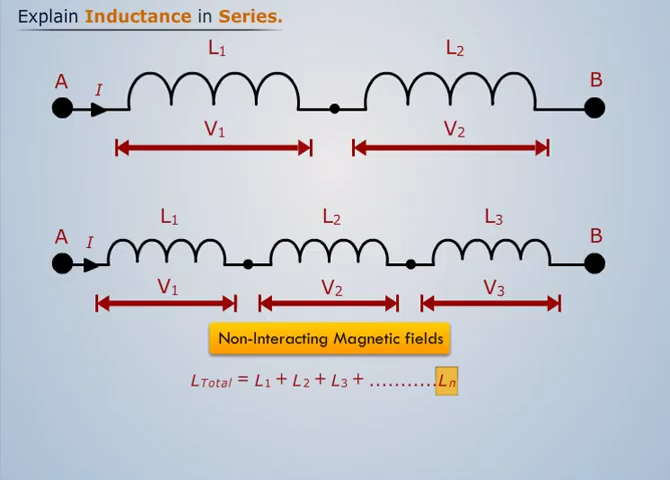 Explain Inductance in Series.
L₁ L₂
A I B
V₁ V₂
L₁ L₂ L₃
A I B
V₁ V₂ V₃
Non-Interacting Magnetic fields
L_Total = L₁ + L₂ + L₃ + ...........Lₙ